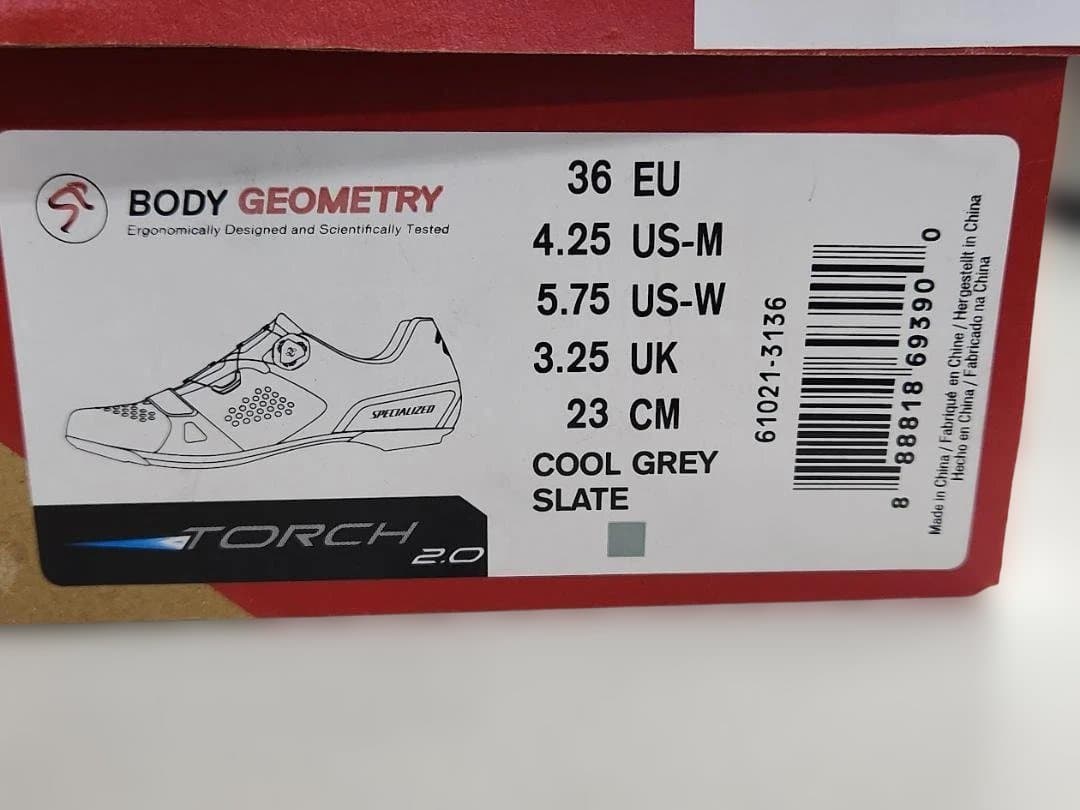 BODY GEOMETRY
Ergonomically Designed and Scientifically Tested
SPECIALIZED
TORCH
2.0
36 EU
4.25 US-M
5.75 US-W
3.25 UK
23 CM
COOL GREY
SLATE
61021-3136
8 88818 69390 0
Made in China / Fabriqué en Chine / Hergestellt in China
Hecho en China / Fabricado na China